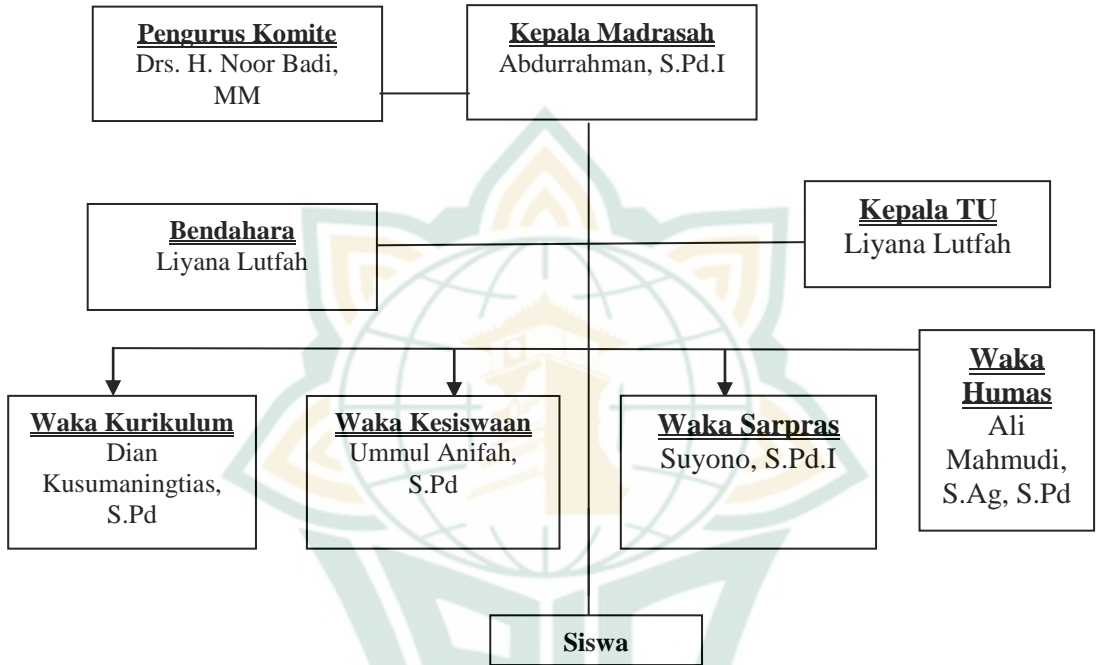 Pengurus Komite
Drs. H. Noor Badi,
MM
Kepala Madrasah
Abdurrahman, S.Pd.I
Bendahara
Liyana Lutfah
Kepala TU
Liyana Lutfah
Waka Kurikulum
Dian
Kusumaningtias,
S.Pd
Waka Kesiswaan
Ummul Anifah,
S.Pd
Waka Sarpras
Suyono, S.Pd.I
Waka
Humas
Ali
Mahmudi,
S.Ag, S.Pd
Siswa